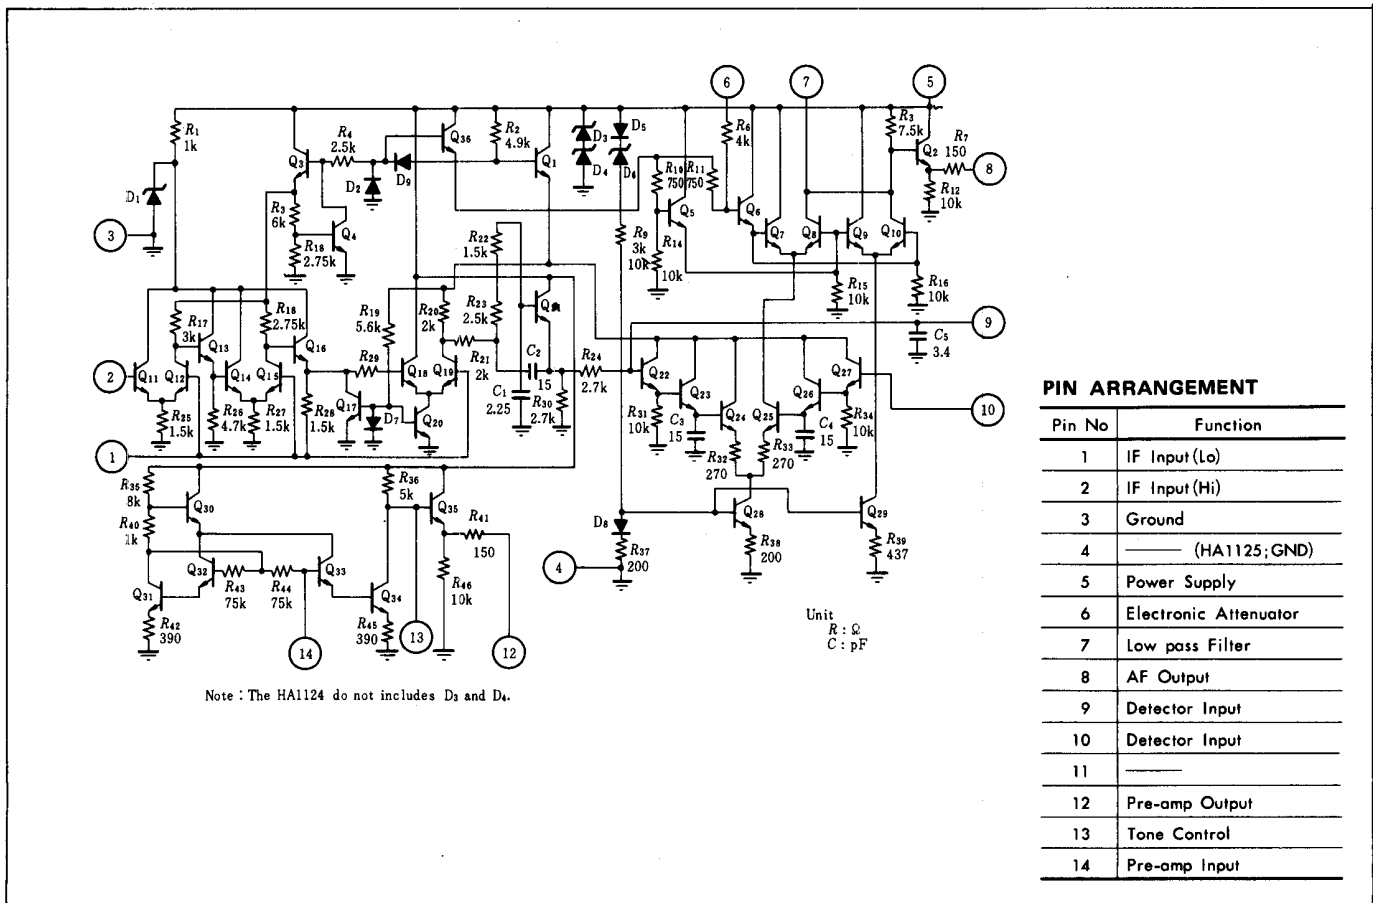 6
7
5
R1
1k
R4
2.5k
Q36
R2
4.9k
D3
D5
R6
4k
R3
7.5k
R7
150
Q3
Q1
Q2
8
D1
D2
D9
D4
D6
R10
750
R11
750
R12
10k
3
R3
6k
Q4
R18
2.75k
R22
1.5k
R9
3k
10k
Q5
R14
10k
Q6
Q7
Q8
Q9
Q10
R15
10k
R16
10k
R17
3k
R18
2.75k
R19
5.6k
R20
2k
R23
2.5k
9
C5
3.4
Q13
Q16
R29
R21
2k
C2
15
R24
2.7k
2
Q11
Q12
Q14
Q15
Q18
Q19
Q22
Q23
Q24
Q25
Q26
Q27
R25
1.5k
R26
4.7k
R27
1.5k
R28
1.5k
Q17
D7
Q20
C1
2.25
R30
2.7k
R31
10k
C3
15
C4
15
R34
10k
10
R32
270
R33
270
1
R35
8k
Q30
R36
5k
Q35
R40
1k
R41
150
D8
Q28
Q29
Q32
R43
75k
R44
75k
Q33
Q31
Q34
R46
10k
4
R37
200
R38
200
R39
437
R42
390
R45
390
14
13
12
Unit
R : Ω
C : pF
Note : The HA1124 do not includes D3 and D4.
PIN ARRANGEMENT
Pin No Function
1 IF Input (Lo)
2 IF Input (Hi)
3 Ground
4 —— (HA1125; GND)
5 Power Supply
6 Electronic Attenuator
7 Low pass Filter
8 AF Output
9 Detector Input
10 Detector Input
11 ——
12 Pre-amp Output
13 Tone Control
14 Pre-amp Input